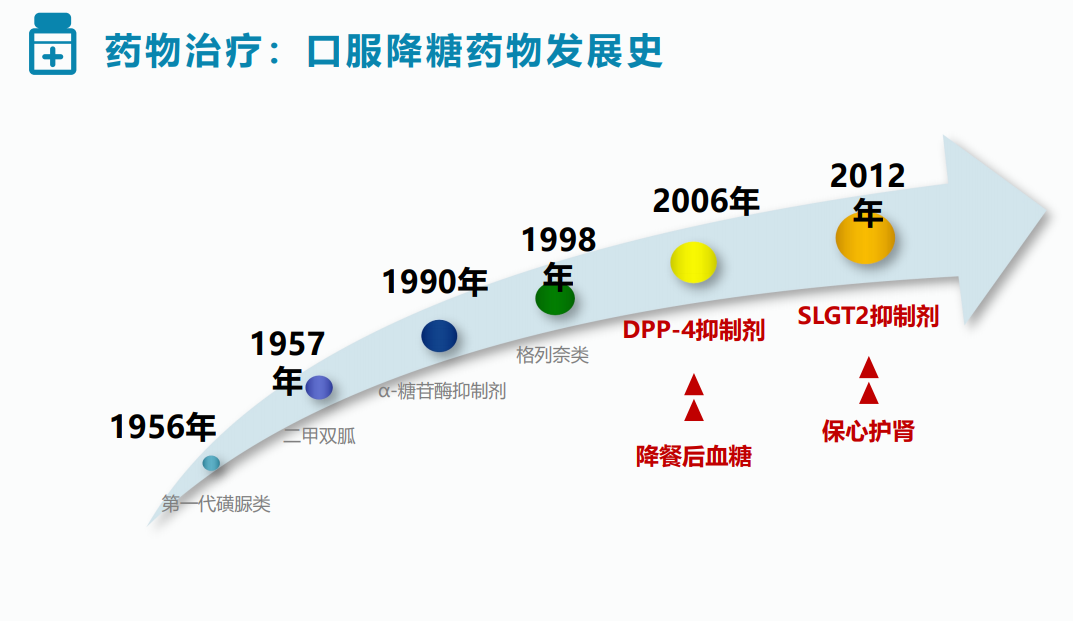 药物治疗：口服降糖药物发展史
1956年
第一代磺脲类
1957
年
二甲双胍
1990年
α-糖苷酶抑制剂
1998
年
格列奈类
2006年
DPP-4抑制剂
降餐后血糖
2012
年
SLGT2抑制剂
保心护肾